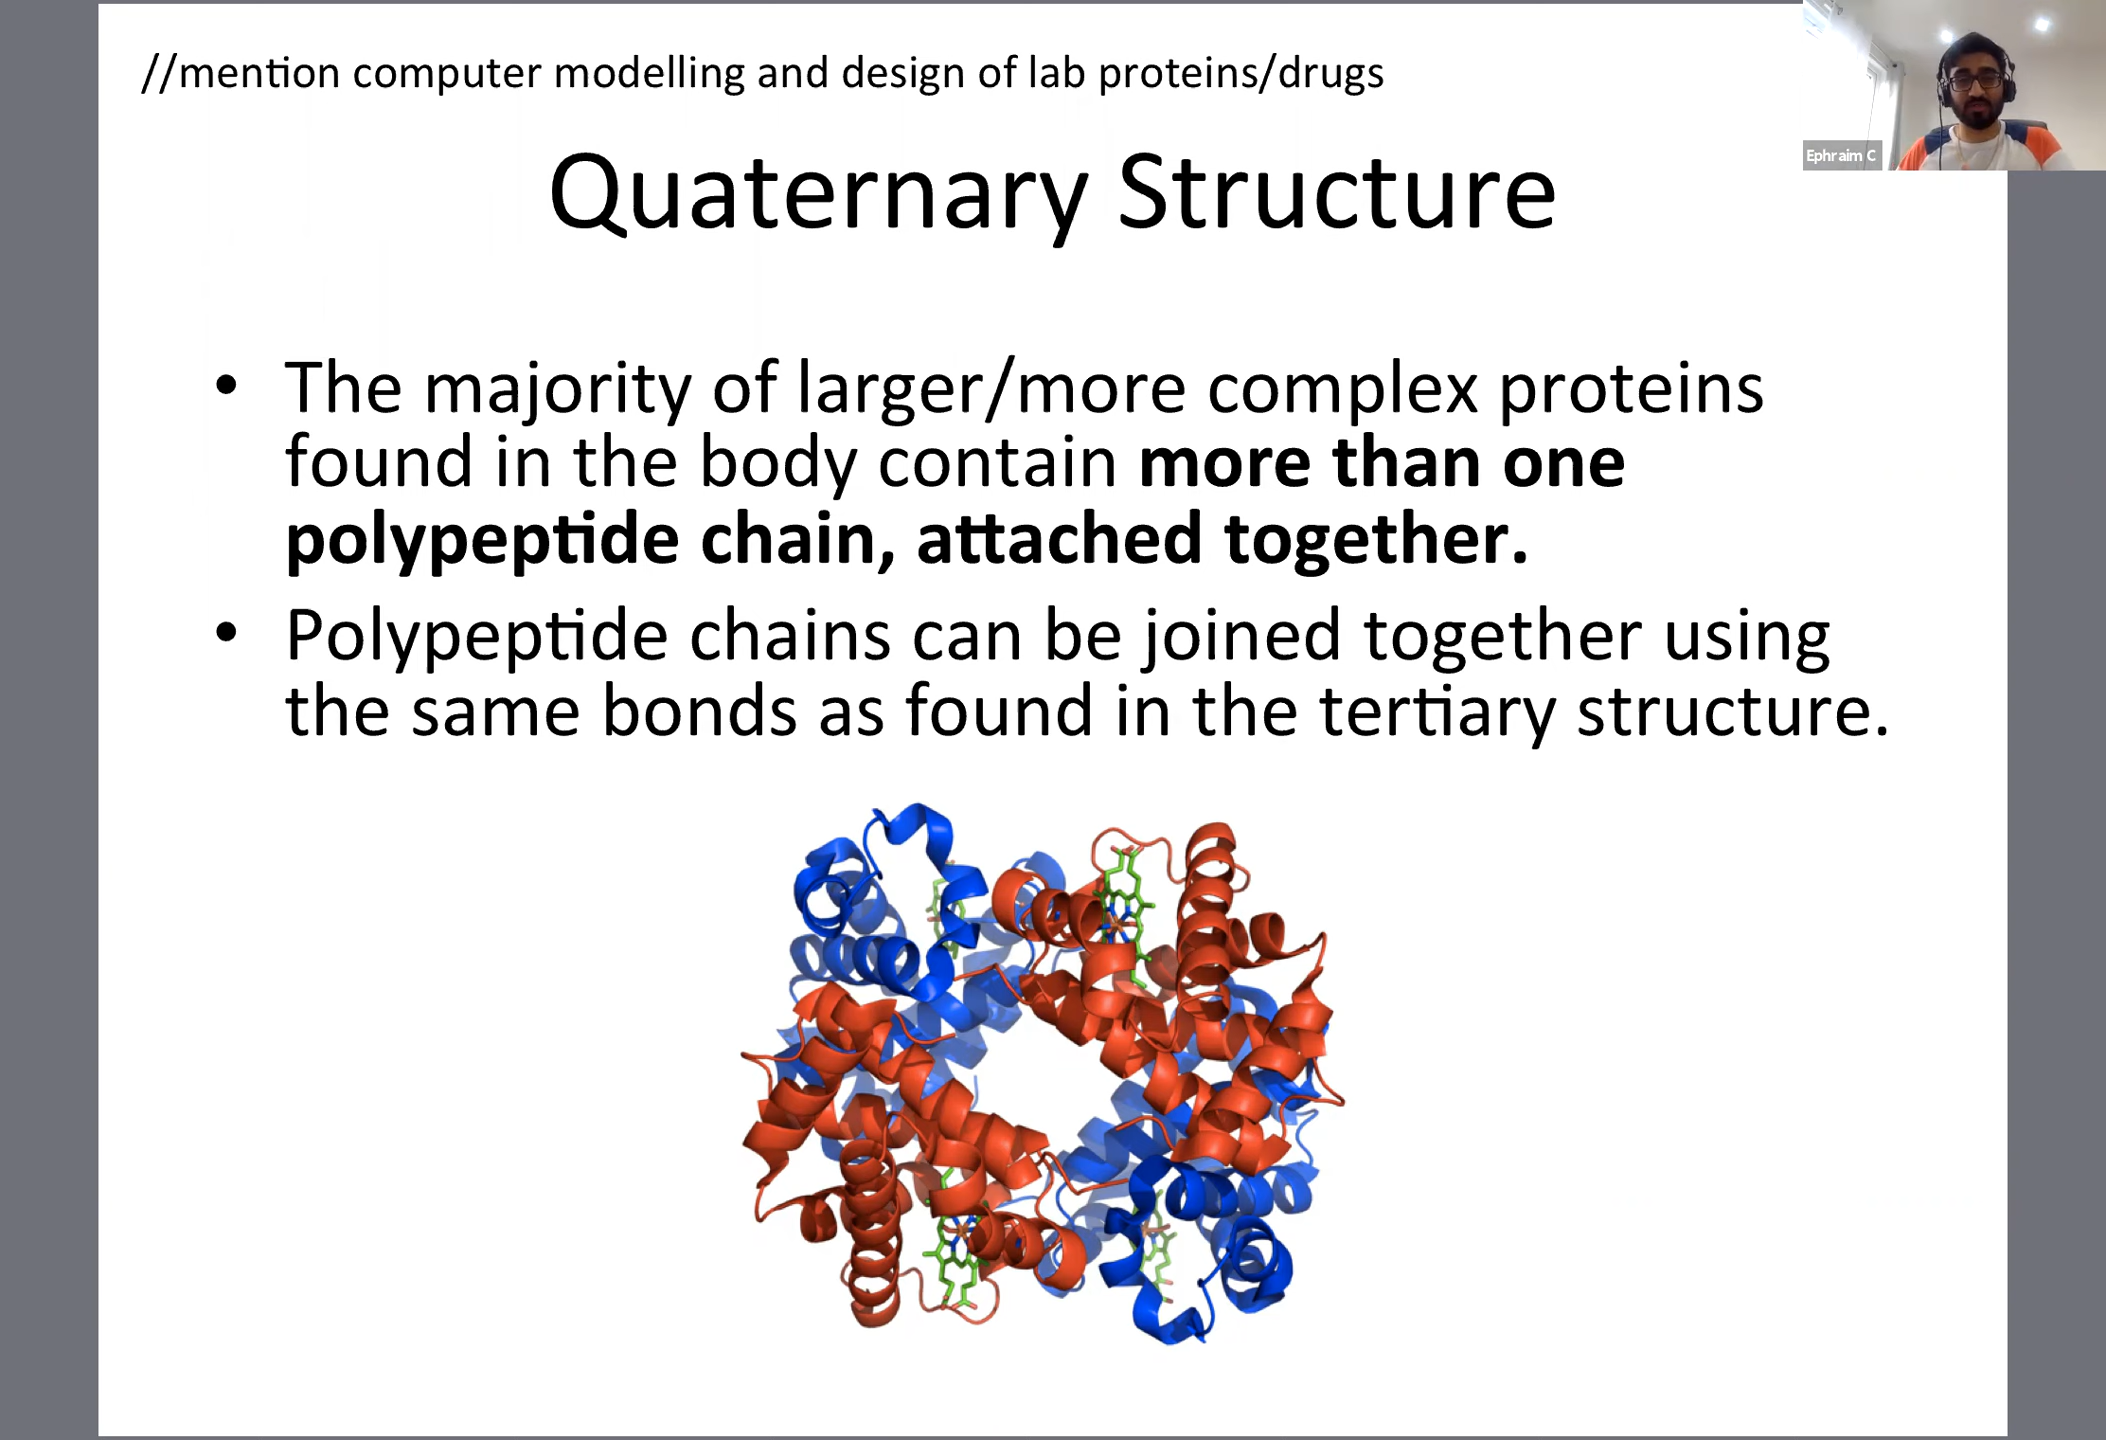 //mention computer modelling and design of lab proteins/drugs
Ephraim C
Quaternary Structure
• The majority of larger/more complex proteins
found in the body contain more than one
polypeptide chain, attached together.
• Polypeptide chains can be joined together using
the same bonds as found in the tertiary structure.